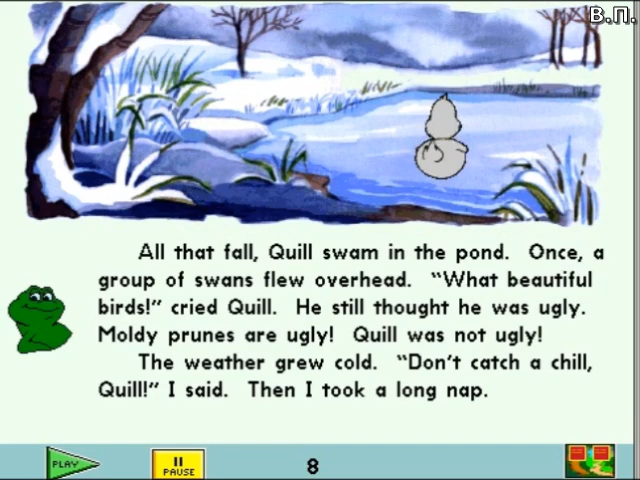 В.П.
All that fall, Quill swam in the pond. Once, a
group of swans flew overhead. “What beautiful
birds!” cried Quill. He still thought he was ugly.
Moldy prunes are ugly! Quill was not ugly!
The weather grew cold. “Don’t catch a chill,
Quill!” I said. Then I took a long nap.
PLAY
PAUSE
8